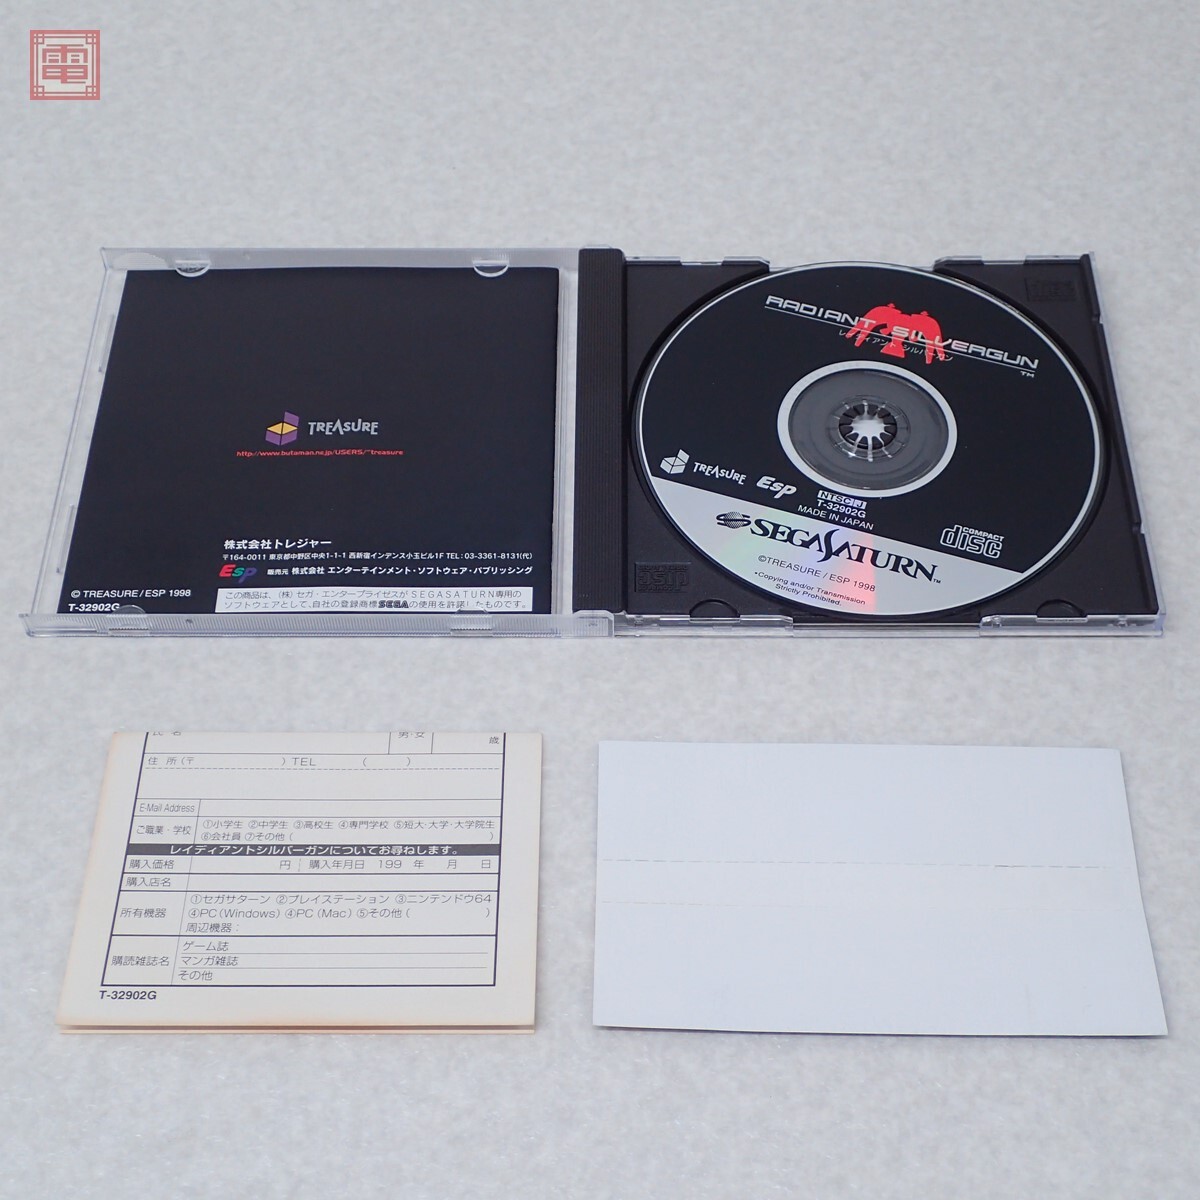 電
TREASURE
http://www.butaman.ne.jp/USERS/~treasure
株式会社トレジャー
〒164-0011 東京都中野区中央1-1-1 西新宿インデンス小玉ビル1F TEL:03-3361-8131(代)
Esp 販売元 株式会社 エンターテインメント・ソフトウェア・パブリッシング
© TREASURE / ESP 1998
T-32902G
この商品は、(株)セガ・エンタープライゼスがSEGASATURN専用の
ソフトウェアとして、自社の登録商標SEGAの使用を許諾したものです。
RADIANT SILVERGUN
TM
レイディアント シルバーガン
TREASURE Esp
NTSC J
T-32902G
MADE IN JAPAN
SEGASATURN™
COMPACT
disc
©TREASURE / ESP 1998
•Copying and/or Transmission
Strictly Prohibited.
氏 名 男・女 歳
住 所 (〒 ) TEL ( )
E-Mail Address
ご職業・学校 ①小学生 ②中学生 ③高校生 ④専門学校 ⑤短大・大学・大学院生
⑥会社員 ⑦その他( )
レイディアントシルバーガンについてお尋ねします。
購入価格 円 購入年月日 199 年 月 日
購入店名
所有機器 ①セガサターン ②プレイステーション ③ニンテンドウ64
④PC(Windows) ④PC(Mac) ⑤その他( )
周辺機器:
購読雑誌名 ゲーム誌
マンガ雑誌
その他
T-32902G